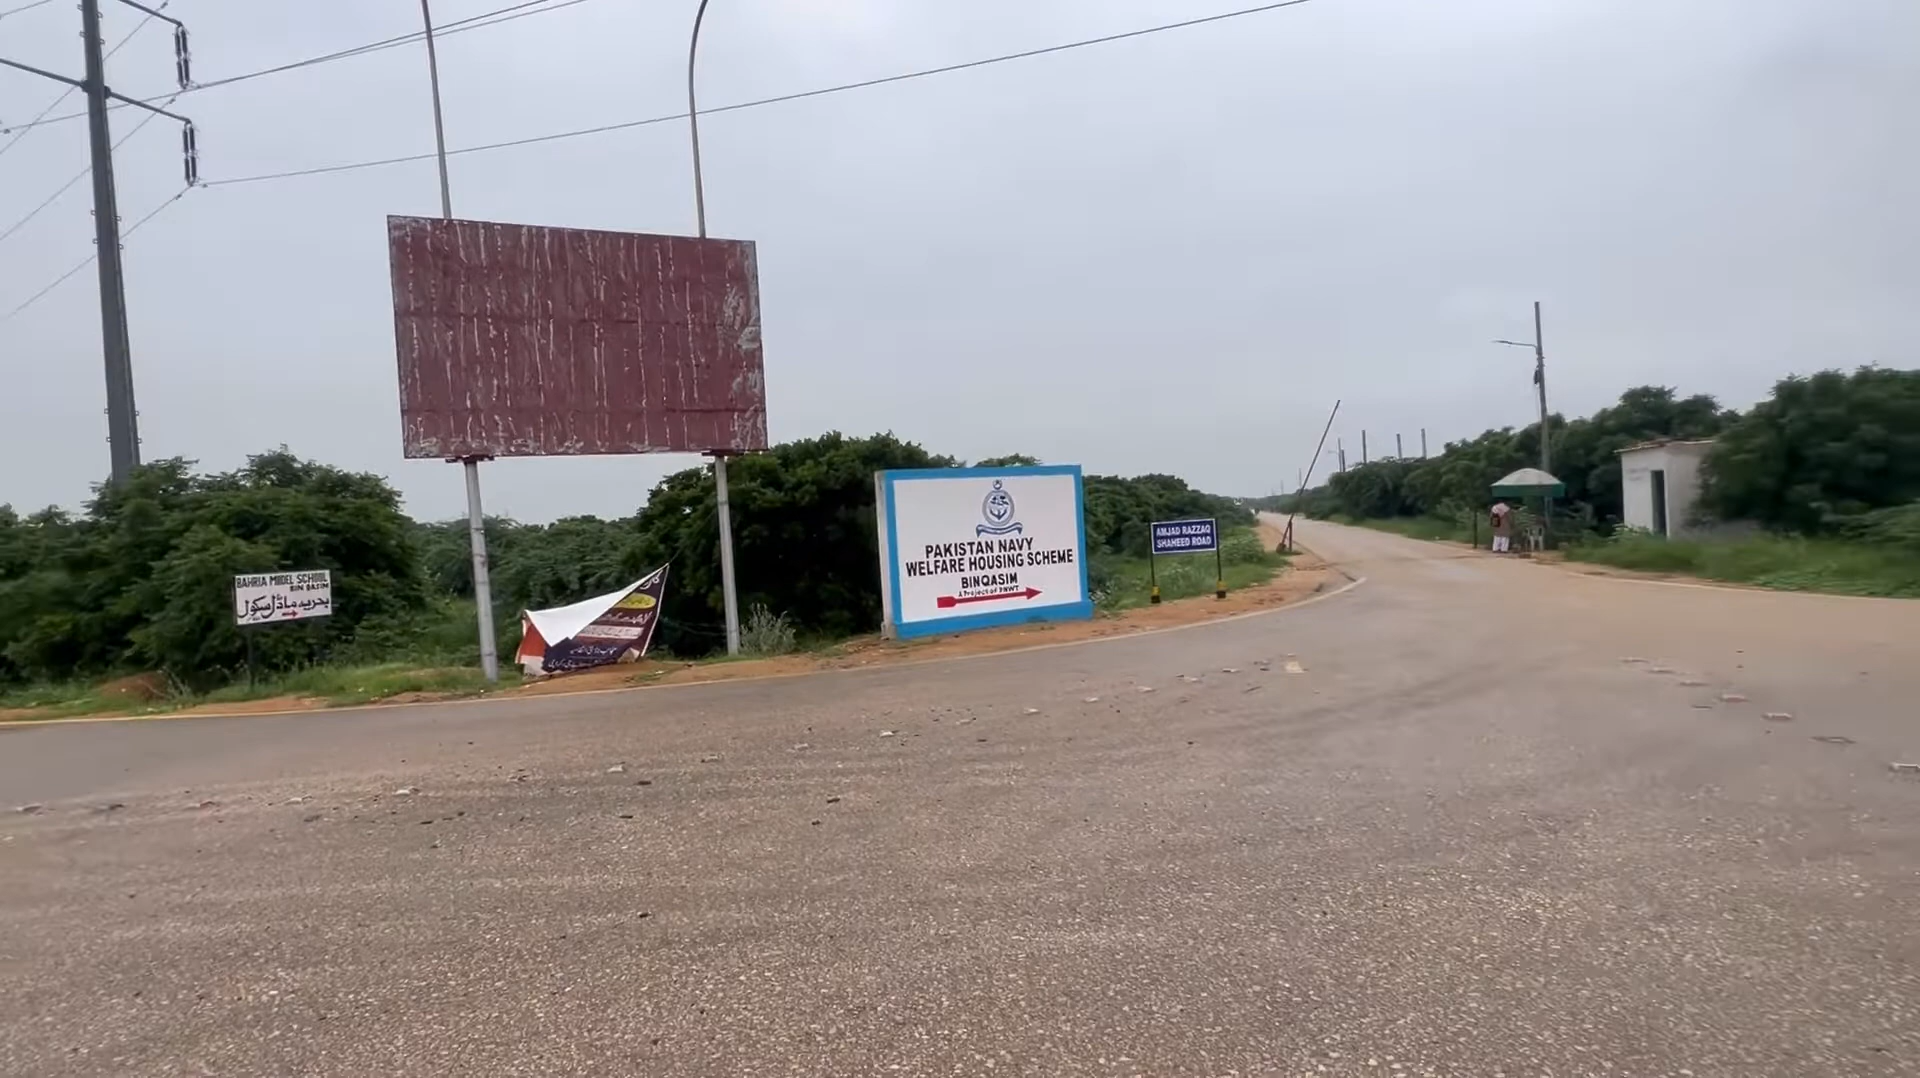 BAHRIA MODEL SCHOOL
BIN QASIM
بحریہ ماڈل سکول
PAKISTAN NAVY
WELFARE HOUSING SCHEME
BINQASIM
A Project of PNWT
AMJAD RAZZAQ
SHAHEED ROAD